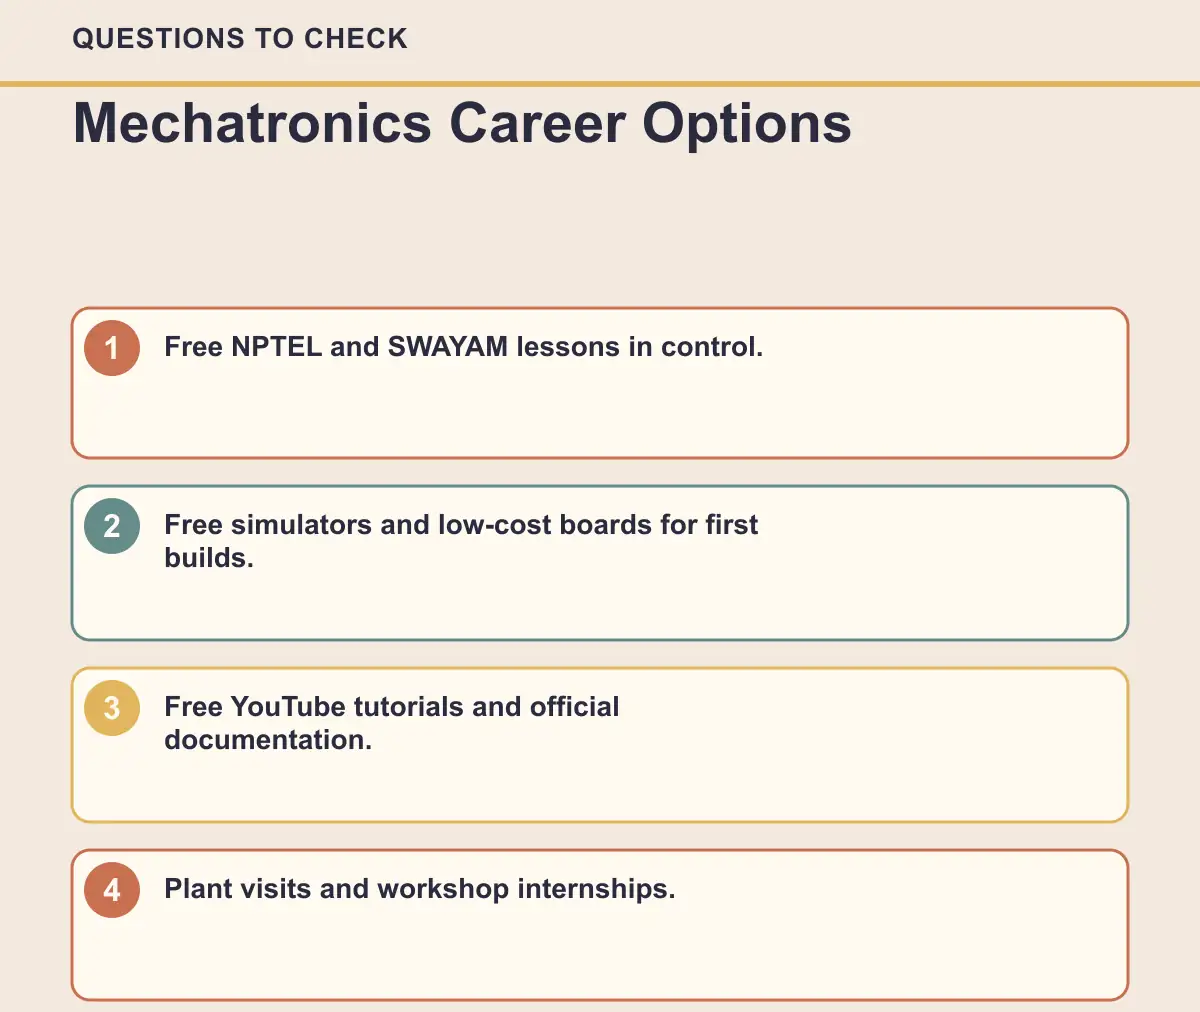 QUESTIONS TO CHECK
Mechatronics Career Options
1
Free NPTEL and SWAYAM lessons in control.
2
Free simulators and low-cost boards for first
builds.
3
Free YouTube tutorials and official
documentation.
4
Plant visits and workshop internships.